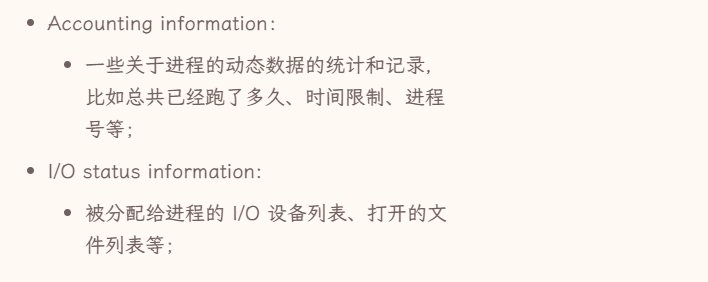 • Accounting information:
• 一些关于进程的动态数据的统计和记录,
比如总共已经跑了多久、时间限制、进程
号等;
• I/O status information:
• 被分配给进程的 I/O 设备列表、打开的文
件列表等;